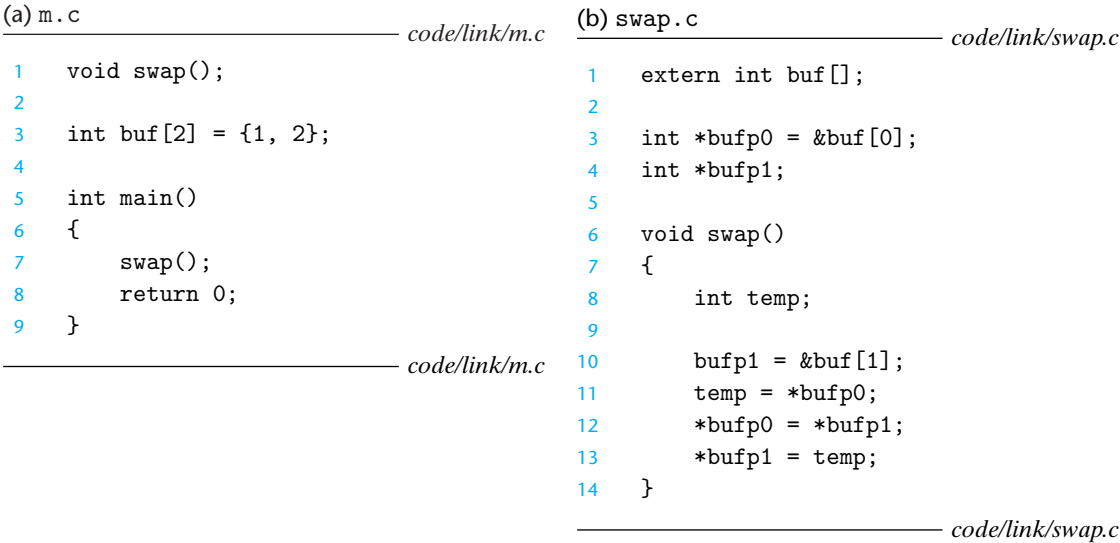 (a) m.c
code/link/m.c
1 void swap();
2
3 int buf[2] = {1, 2};
4
5 int main()
6 {
7     swap();
8     return 0;
9 }
code/link/m.c
(b) swap.c
code/link/swap.c
1 extern int buf[];
2
3 int *bufp0 = &buf[0];
4 int *bufp1;
5
6 void swap()
7 {
8     int temp;
9
10     bufp1 = &buf[1];
11     temp = *bufp0;
12     *bufp0 = *bufp1;
13     *bufp1 = temp;
14 }
code/link/swap.c